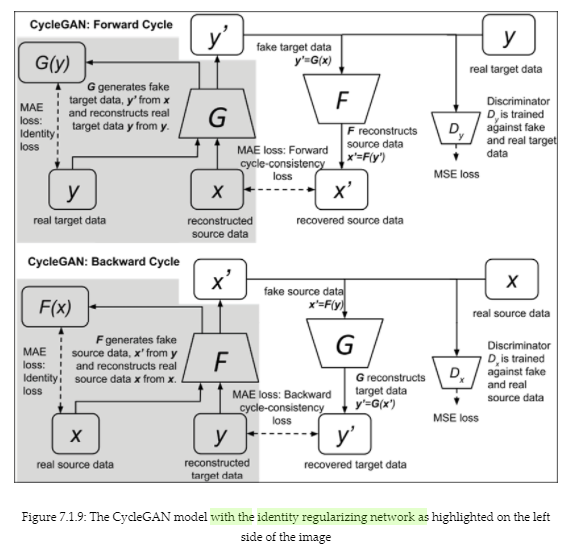 CycleGAN: Forward Cycle
y'
y
G(y)
fake target data
y'=G(x)
real target data
G generates fake
target data, y' from x
and reconstructs real
target data y from y.
MAE
loss:
Identity
loss
G
F
Discriminator
Dy is trained
against fake
and real target
data
Dy
F reconstructs
source data
x'=F(y')
MAE loss: Forward
cycle-consistency
loss
MSE loss
y
x
x'
real target data
reconstructed
source data
recovered source data
CycleGAN: Backward Cycle
x'
x
F(x)
fake source data
x'=F(y)
real source data
F generates fake
source data, x' from y
and reconstructs real
source data x from x.
MAE
loss:
Identity
loss
F
G
Discriminator
Dx is trained
against fake
and real
source data
Dx
G reconstructs
target data
y'=G(x')
MAE loss: Backward
cycle-consistency
loss
MSE loss
x
y
y'
real source data
reconstructed
target data
recovered target data
Figure 7.1.9: The CycleGAN model with the identity regularizing network as highlighted on the left
side of the image